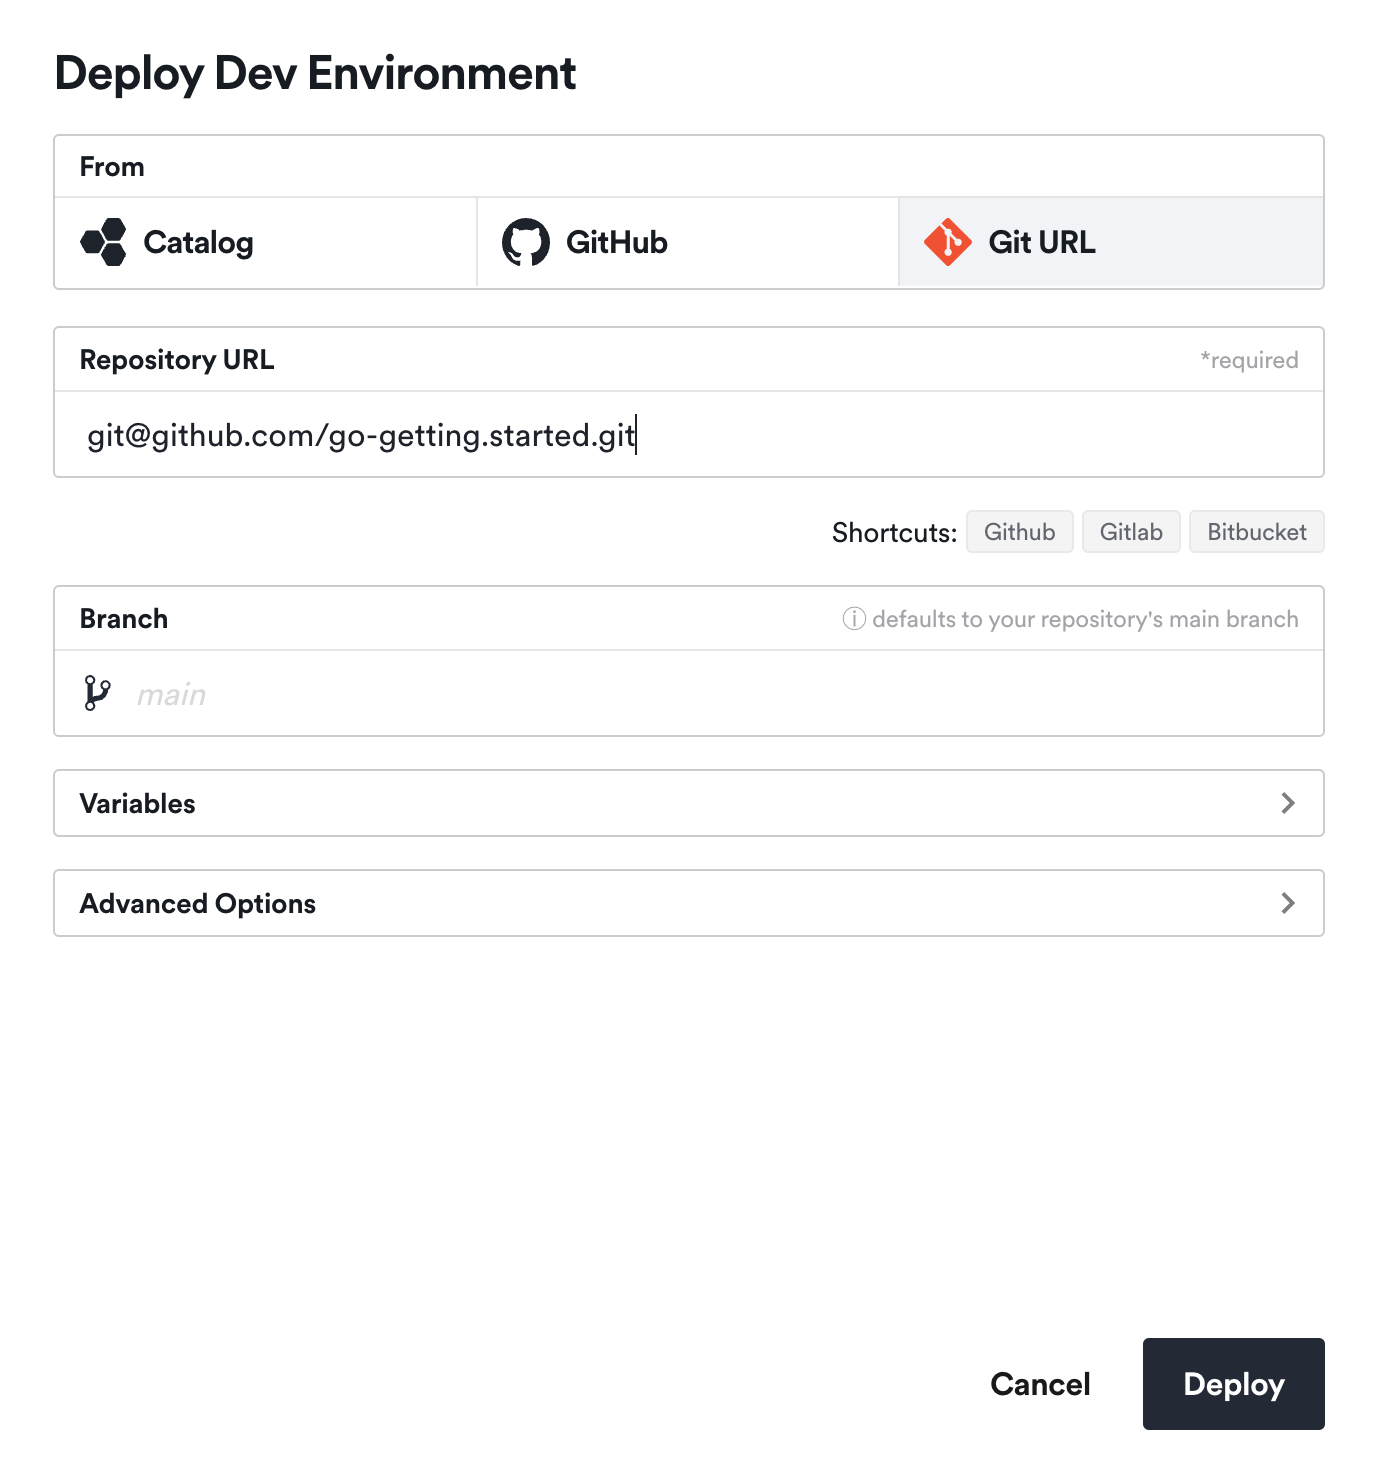 Deploy Dev Environment
From
Catalog
GitHub
Git URL
Repository URL
*required
git@github.com/go-getting.started.git
Shortcuts: Github Gitlab Bitbucket
Branch
defaults to your repository's main branch
main
Variables
Advanced Options
Cancel
Deploy